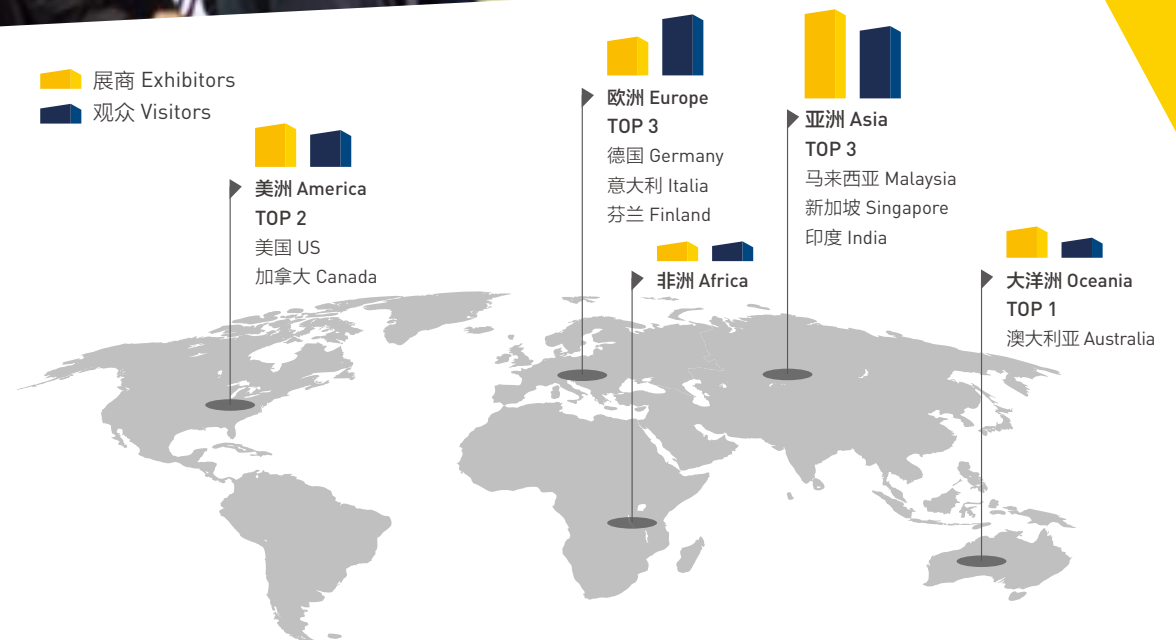 展商 Exhibitors
观众 Visitors
美洲 America
TOP 2
美国 US
加拿大 Canada
欧洲 Europe
TOP 3
德国 Germany
意大利 Italia
芬兰 Finland
非洲 Africa
亚洲 Asia
TOP 3
马来西亚 Malaysia
新加坡 Singapore
印度 India
大洋洲 Oceania
TOP 1
澳大利亚 Australia